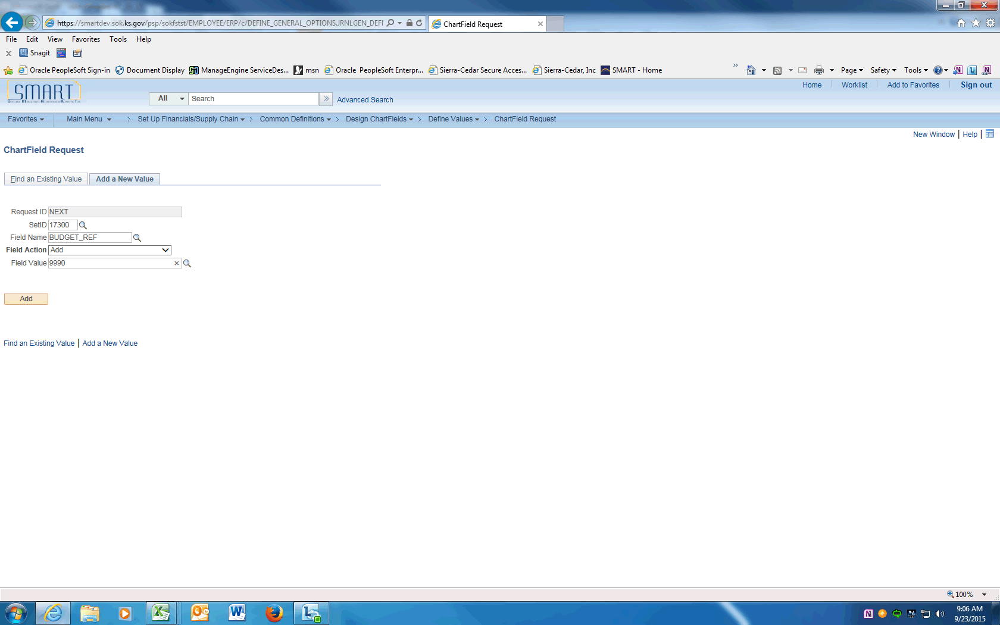 https://smartdev.sok.ks.gov/psp/sokfstst/EMPLOYEE/ERP/c/DEFINE_GENERAL_OPTIONS.JRNLGEN_DEFI
ChartField Request
File Edit View Favorites Tools Help
Snagit
Oracle PeopleSoft Sign-in Document Display ManageEngine ServiceDes... msn Oracle PeopleSoft Enterpr... Sierra-Cedar Secure Acces... Sierra-Cedar, Inc SMART - Home Page Safety Tools
SMART
Home Worklist Add to Favorites Sign out
All Search Advanced Search
Favorites Main Menu > Set Up Financials/Supply Chain > Common Definitions > Design ChartFields > Define Values > ChartField Request
New Window | Help
ChartField Request
Find an Existing Value Add a New Value
Request ID NEXT
SetID 17300
Field Name BUDGET_REF
Field Action Add
Field Value 9990
Add
Find an Existing Value | Add a New Value
100%
9:06 AM
9/23/2015